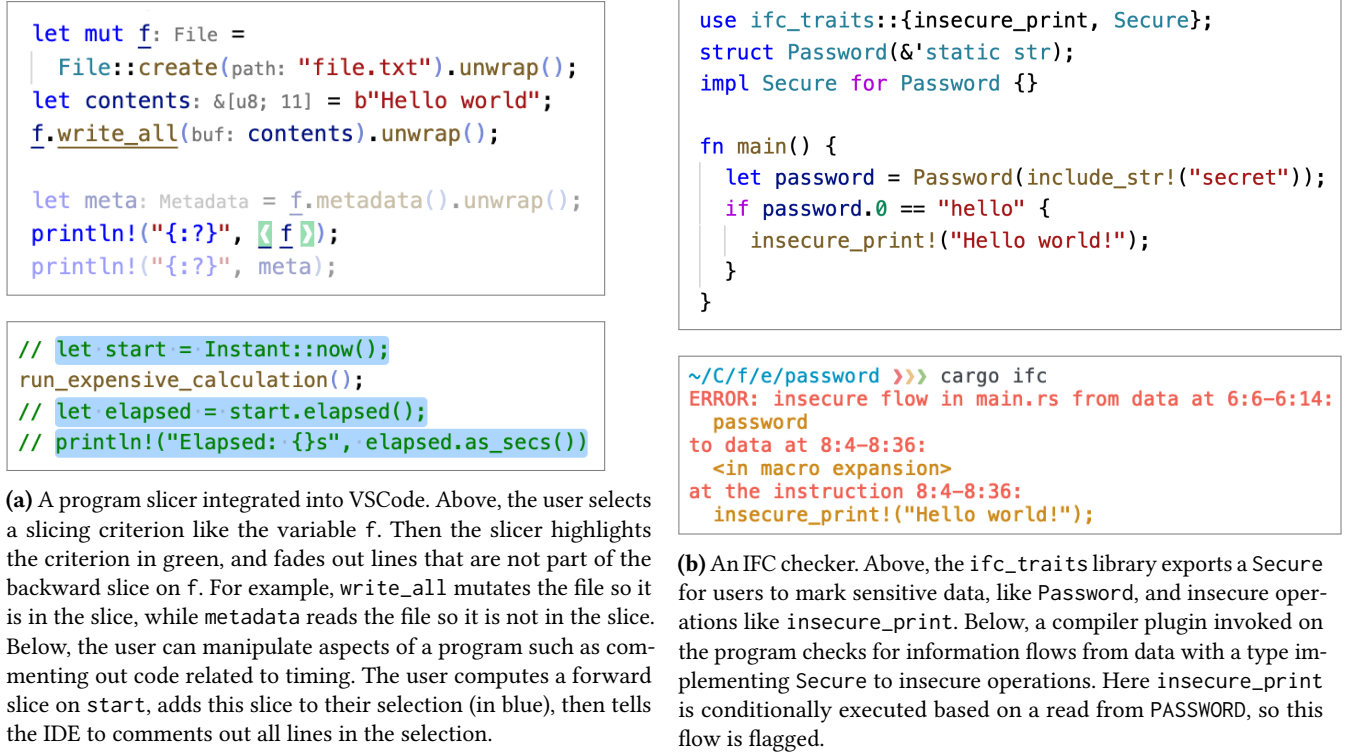 let mut f: File =
File::create(path: "file.txt").unwrap();
let contents: &[u8; 11] = b"Hello world";
f.write_all(buf: contents).unwrap();
let meta: Metadata = f.metadata().unwrap();
println!("{:?}", ⟪ f ⟫);
println!("{:?}", meta);
// let·start·=·Instant::now();
run_expensive_calculation();
// let·elapsed·=·start.elapsed();
// println!("Elapsed:·{}s",·elapsed.as_secs())
(a) A program slicer integrated into VSCode. Above, the user selects
a slicing criterion like the variable f. Then the slicer highlights
the criterion in green, and fades out lines that are not part of the
backward slice on f. For example, write_all mutates the file so it
is in the slice, while metadata reads the file so it is not in the slice.
Below, the user can manipulate aspects of a program such as com-
menting out code related to timing. The user computes a forward
slice on start, adds this slice to their selection (in blue), then tells
the IDE to comments out all lines in the selection.
use ifc_traits::{insecure_print, Secure};
struct Password(&'static str);
impl Secure for Password {}
fn main() {
let password = Password(include_str!("secret"));
if password.0 == "hello" {
insecure_print!("Hello world!");
}
}
~/C/f/e/password ❯❯❯ cargo ifc
ERROR: insecure flow in main.rs from data at 6:6-6:14:
password
to data at 8:4-8:36:
<in macro expansion>
at the instruction 8:4-8:36:
insecure_print!("Hello world!");
(b) An IFC checker. Above, the ifc_traits library exports a Secure
for users to mark sensitive data, like Password, and insecure oper-
ations like insecure_print. Below, a compiler plugin invoked on
the program checks for information flows from data with a type im-
plementing Secure to insecure operations. Here insecure_print
is conditionally executed based on a read from PASSWORD, so this
flow is flagged.